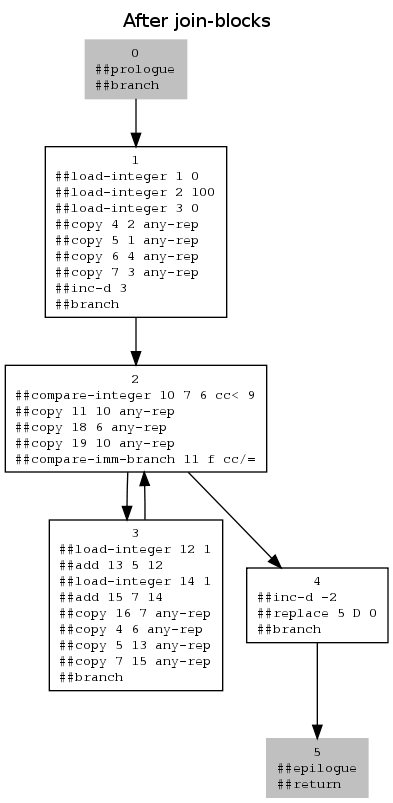 After join-blocks
0
##prologue
##branch
1
##load-integer 1 0
##load-integer 2 100
##load-integer 3 0
##copy 4 2 any-rep
##copy 5 1 any-rep
##copy 6 4 any-rep
##copy 7 3 any-rep
##inc-d 3
##branch
2
##compare-integer 10 7 6 cc< 9
##copy 11 10 any-rep
##copy 18 6 any-rep
##copy 19 10 any-rep
##compare-imm-branch 11 f cc/=
3
##load-integer 12 1
##add 13 5 12
##load-integer 14 1
##add 15 7 14
##copy 16 7 any-rep
##copy 4 6 any-rep
##copy 5 13 any-rep
##copy 7 15 any-rep
##branch
4
##inc-d -2
##replace 5 D 0
##branch
5
##epilogue
##return